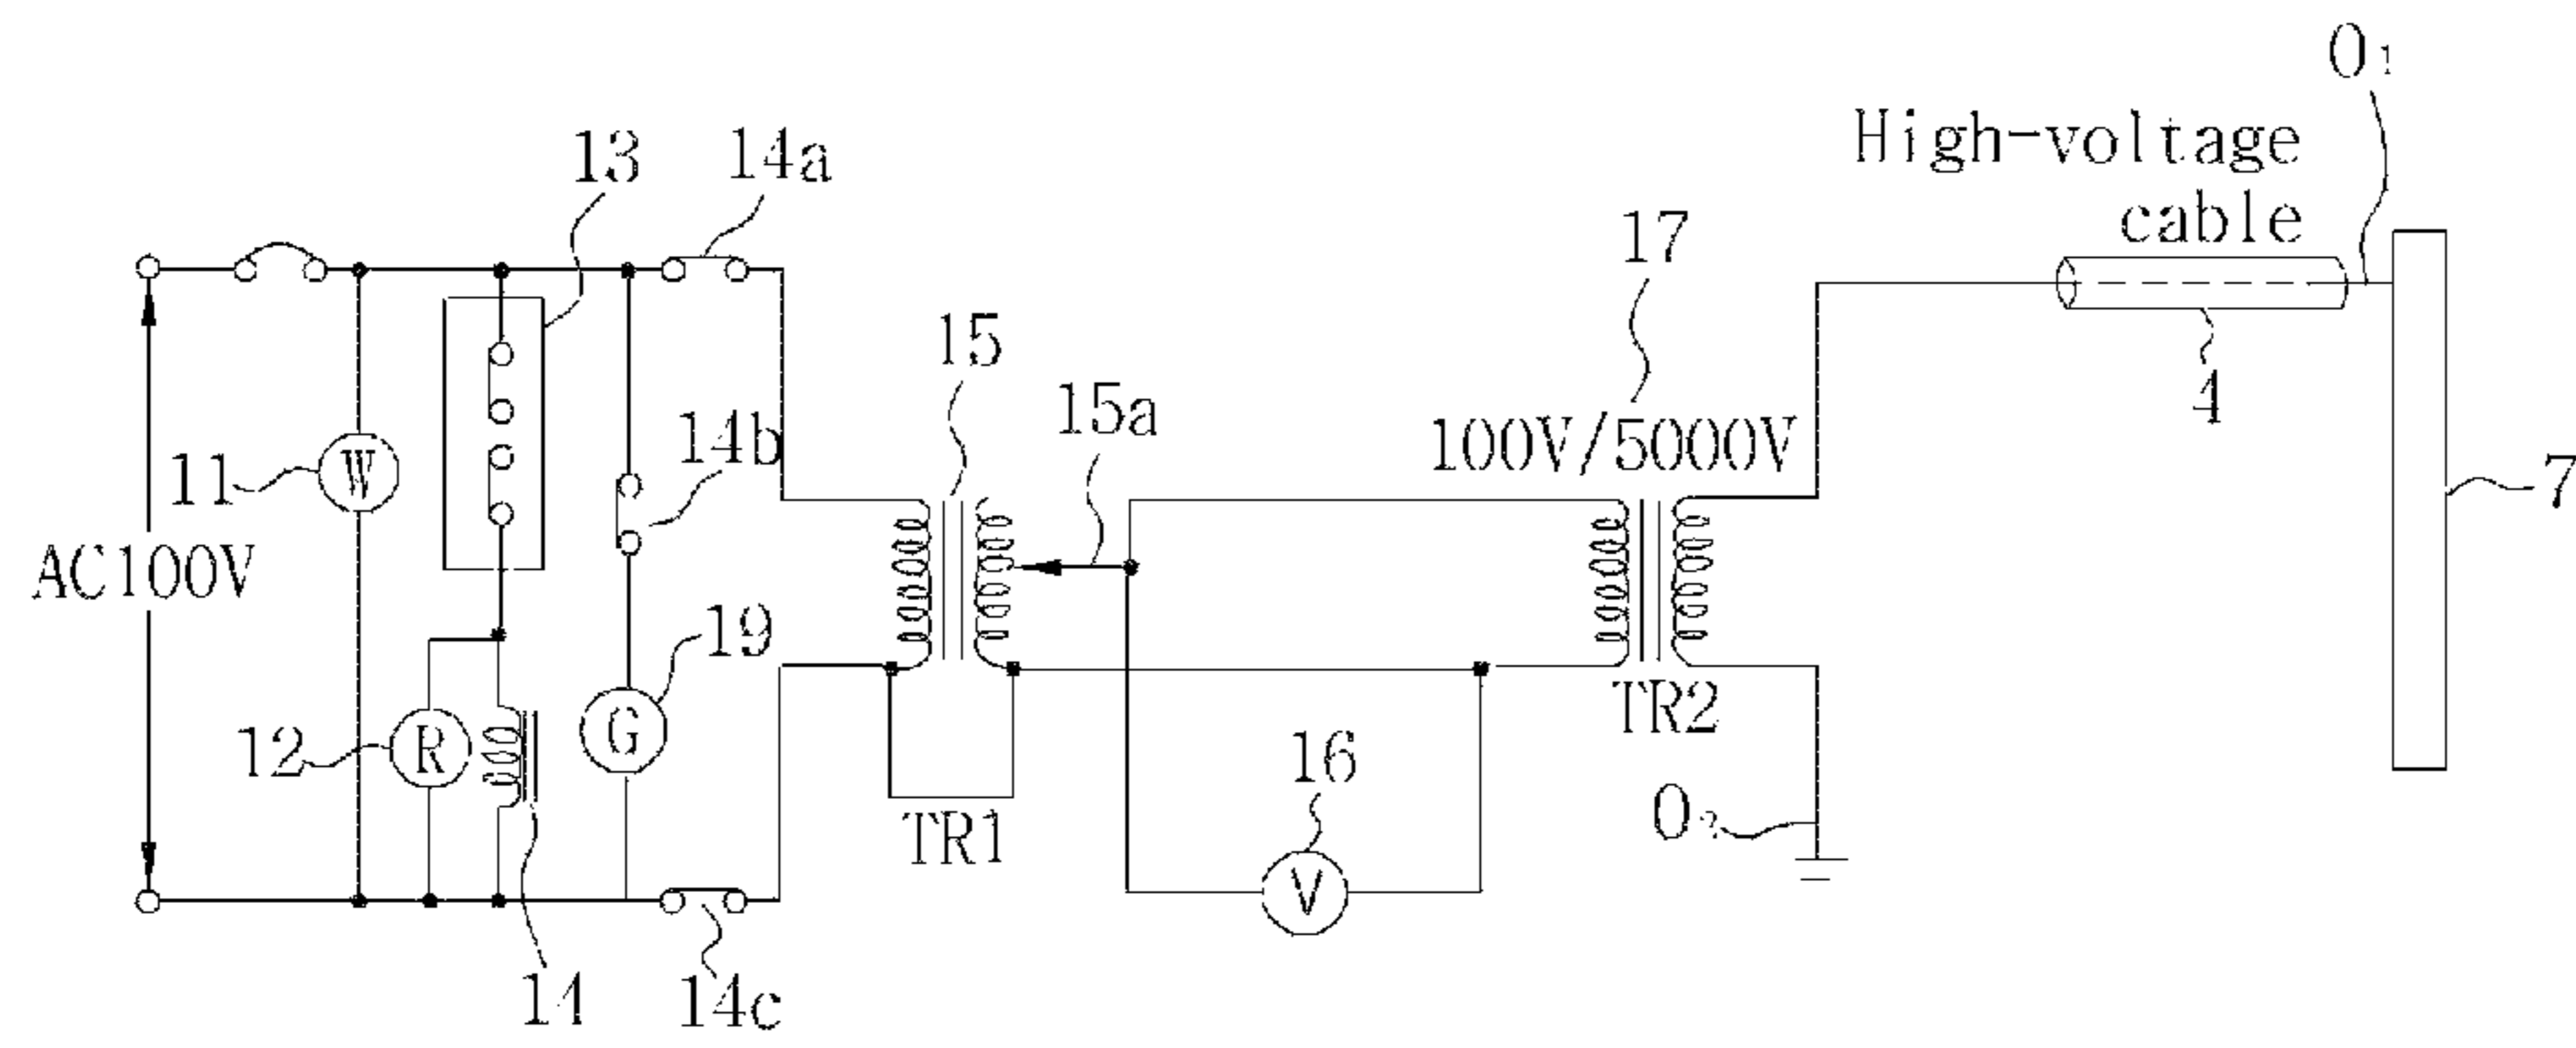 O1
High-voltage
cable
13
14a
17
15
15a
4
100V/5000V
14b
11
W
7
AC100V
19
12
R
G
TR2
16
O2
TR1
V
14
14c